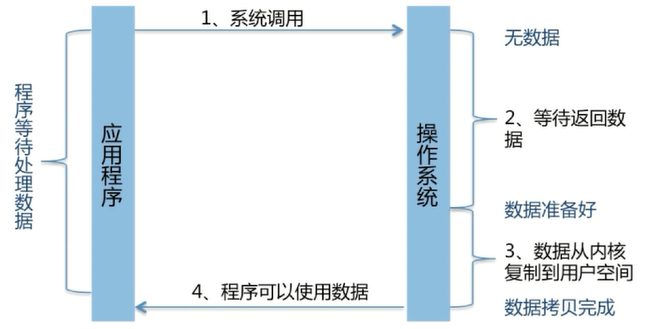 1、系统调用
无数据
程序等待处理数据
应用程序
操作系统
2、等待返回数
据
数据准备好
3、数据从内核
复制到用户空间
4、程序可以使用数据
数据拷贝完成